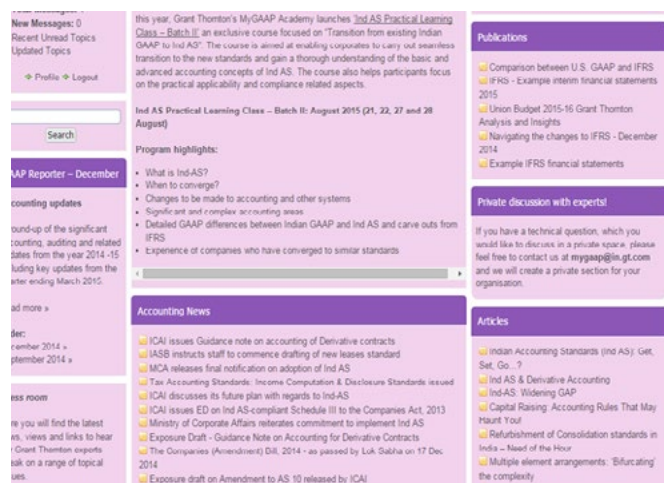 New Messages: 0
Recent Unread Topics
Updated Topics
Profile Logout
Search
AAP Reporter – December
counting updates
ound-up of the significant
counting, auditing and related
dates from the year 2014 -15
luding key updates from the
arter ending March 2015.
ad more »
der:
cember 2014 »
ptember 2014 »
ess room
re you will find the latest
ws, views and links to hear
Grant Thornton experts
eak on a range of topical
ues.
this year, Grant Thornton's MyGAAP Academy launches 'Ind AS Practical Learning
Class – Batch II' an exclusive course focused on "Transition from existing Indian
GAAP to Ind AS". The course is aimed at enabling corporates to carry out seamless
transition to the new standards and gain a thorough understanding of the basic and
advanced accounting concepts of Ind AS. The course also helps participants focus
on the practical applicability and compliance related aspects.
Ind AS Practical Learning Class – Batch II: August 2015 (21, 22, 27 and 28
August)
Program highlights:
• What is Ind-AS?
• When to converge?
• Changes to be made to accounting and other systems
• Significant and complex accounting areas
• Detailed GAAP differences between Indian GAAP and Ind AS and carve outs from
IFRS
• Experience of companies who have converged to similar standards
Accounting News
ICAI issues Guidance note on accounting of Derivative contracts
IASB instructs staff to commence drafting of new leases standard
MCA releases final notification on adoption of Ind AS
Tax Accounting Standards: Income Computation & Disclosure Standards issued
ICAI discusses its future plan with regards to Ind-AS
ICAI issues ED on Ind AS-compliant Schedule III to the Companies Act, 2013
Ministry of Corporate Affairs reiterates commitment to implement Ind AS
Exposure Draft - Guidance Note on Accounting for Derivative Contracts
The Companies (Amendment) Bill, 2014 - as passed by Lok Sabha on 17 Dec
2014
Exposure draft on Amendment to AS 10 released by ICAI
Publications
Comparison between U.S. GAAP and IFRS
IFRS - Example interim financial statements
2015
Union Budget 2015-16 Grant Thornton
Analysis and Insights
Navigating the changes to IFRS - December
2014
Example IFRS financial statements
Private discussion with experts!
If you have a technical question, which you
would like to discuss in a private space, please
feel free to contact us at mygaap@in.gt.com
and we will create a private section for your
organisation.
Articles
Indian Accounting Standards (Ind AS): Get,
Set, Go...?
Ind AS & Derivative Accounting
Ind-AS: Widening GAP
Capital Raising: Accounting Rules That May
Haunt You!
Refurbishment of Consolidation standards in
India – Need of the Hour
Multiple element arrangements: 'Bifurcating'
the complexity